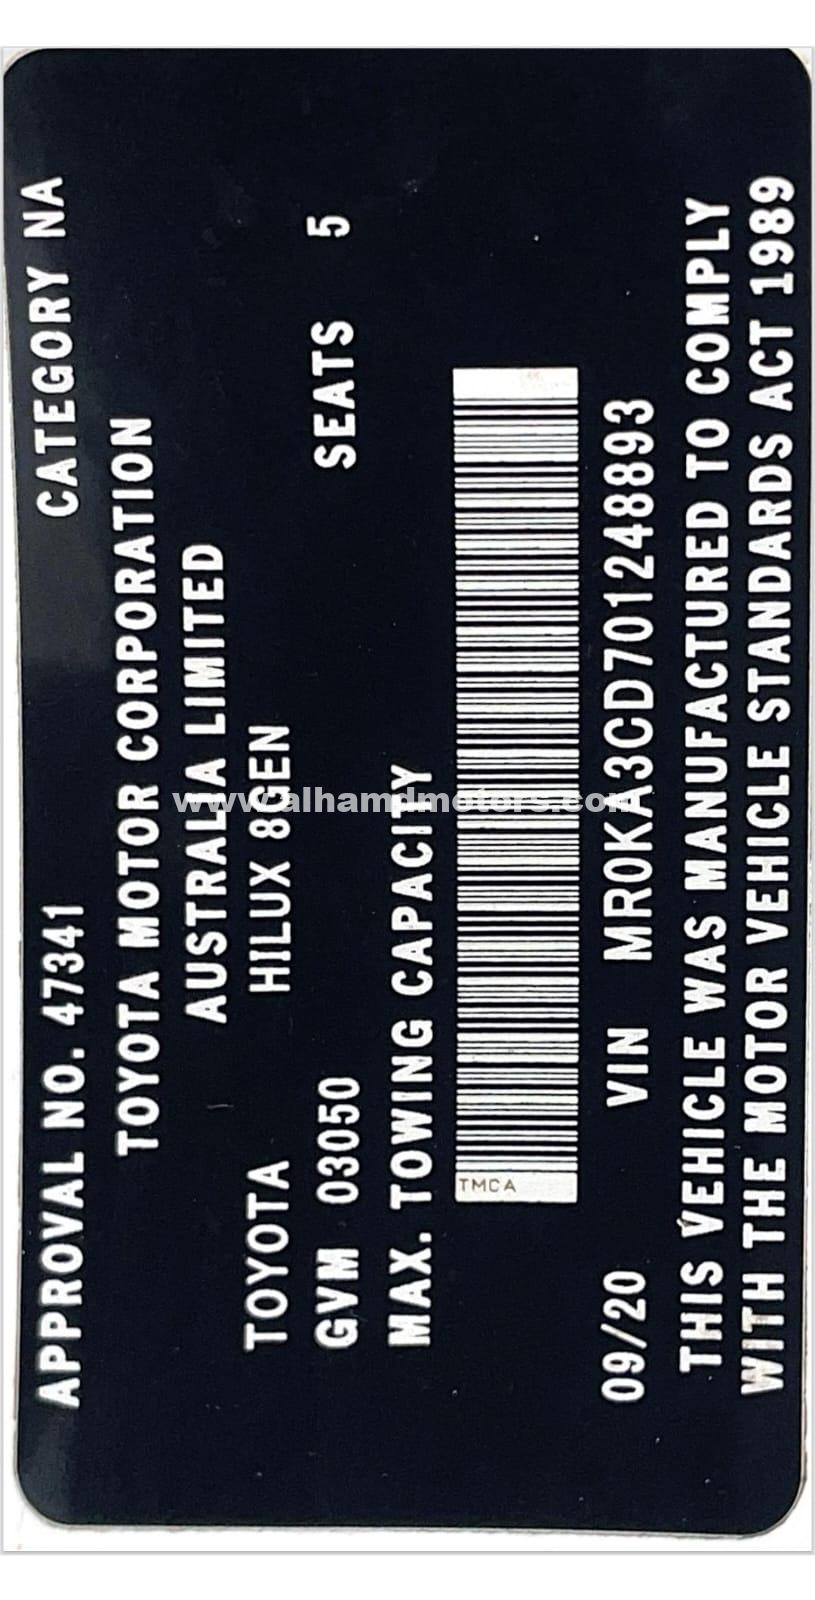 APPROVAL NO. 47341 CATEGORY NA
TOYOTA MOTOR CORPORATION
AUSTRALIA LIMITED
TOYOTA HILUX 8GEN
GVM 03050 SEATS 5
MAX. TOWING CAPACITY
TMCA
09/20 VIN MR0KA3CD701248893
THIS VEHICLE WAS MANUFACTURED TO COMPLY
WITH THE MOTOR VEHICLE STANDARDS ACT 1989
www.alhamdmotors.com